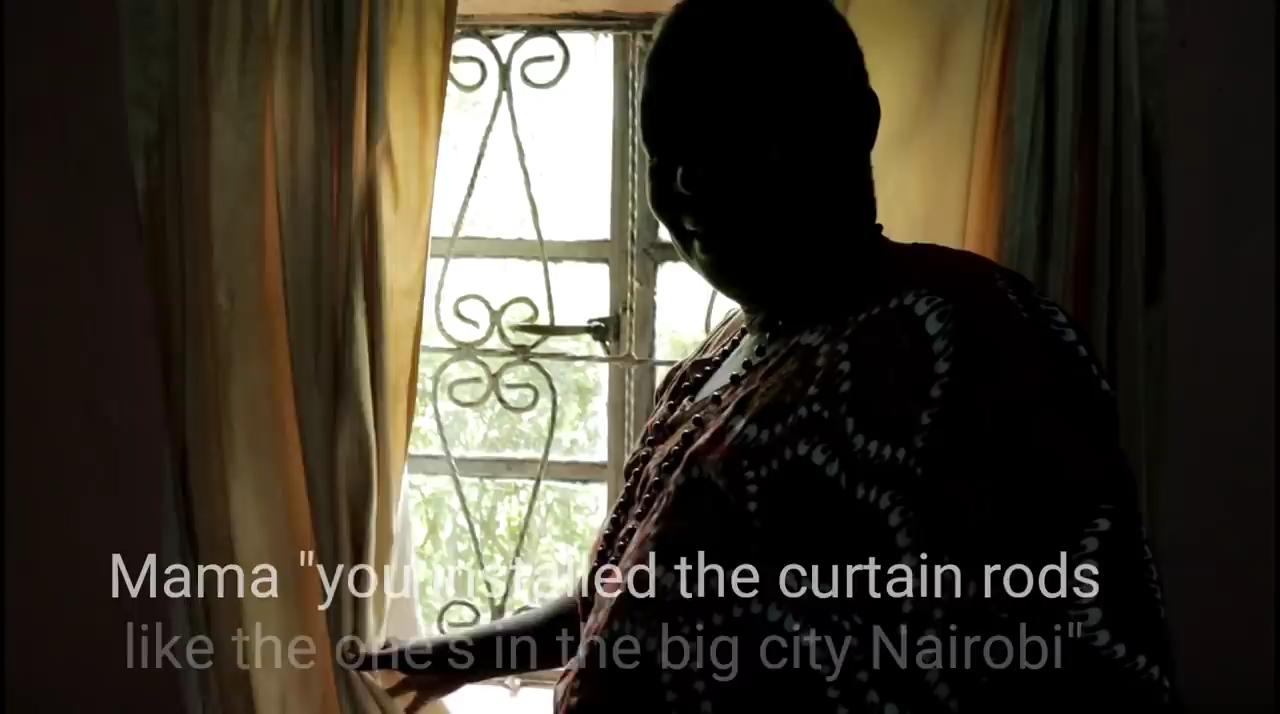 Mama "you installed the curtain rods
like the one's in the big city Nairobi"